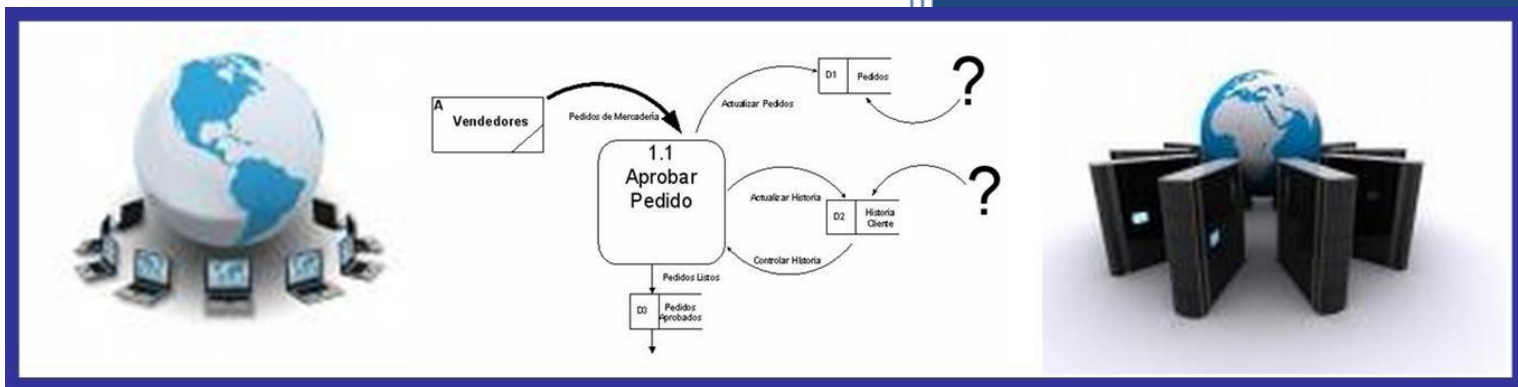 A
Vendedores
Pedidos de Mercadería
1.1
Aprobar
Pedido
Actualizar Pedidos
D1 Pedidos
?
Actualizar Historia
D2 Historia
Cliente
?
Controlar Historia
Pedidos Listos
D3 Pedidos
Aprobados